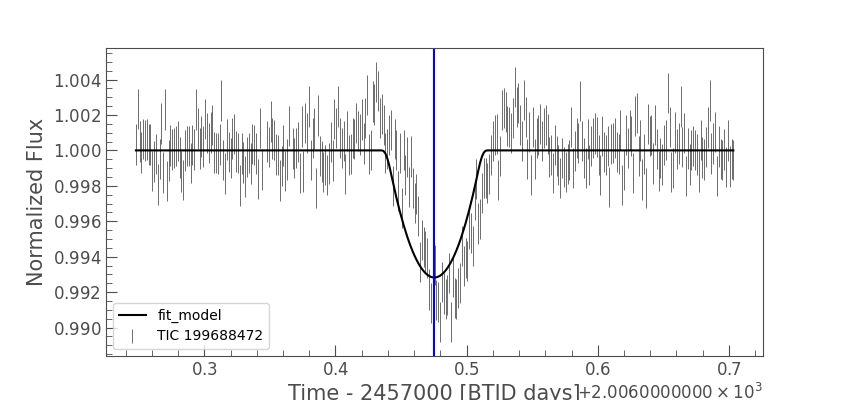 Normalized Flux
1.004
1.002
1.000
0.998
0.996
0.994
0.992
0.990
fit_model
TIC 199688472
0.3 0.4 0.5 0.6 0.7
Time - 2457000 [BTJD days]
+2.0060000000 × 10³